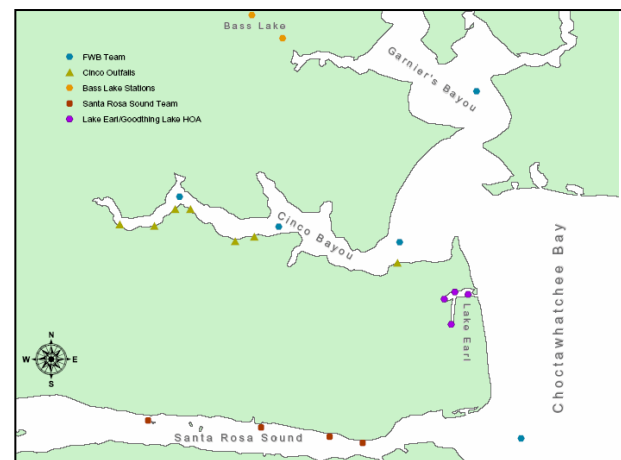 Bass Lake
Garnier's Bayou
FWB Team
Cinco Outfalls
Bass Lake Stations
Santa Rosa Sound Team
Lake Earl/Goodthing Lake HOA
Cinco Bayou
Choctawhatchee Bay
Lake Earl
N
W E
S
Santa Rosa Sound